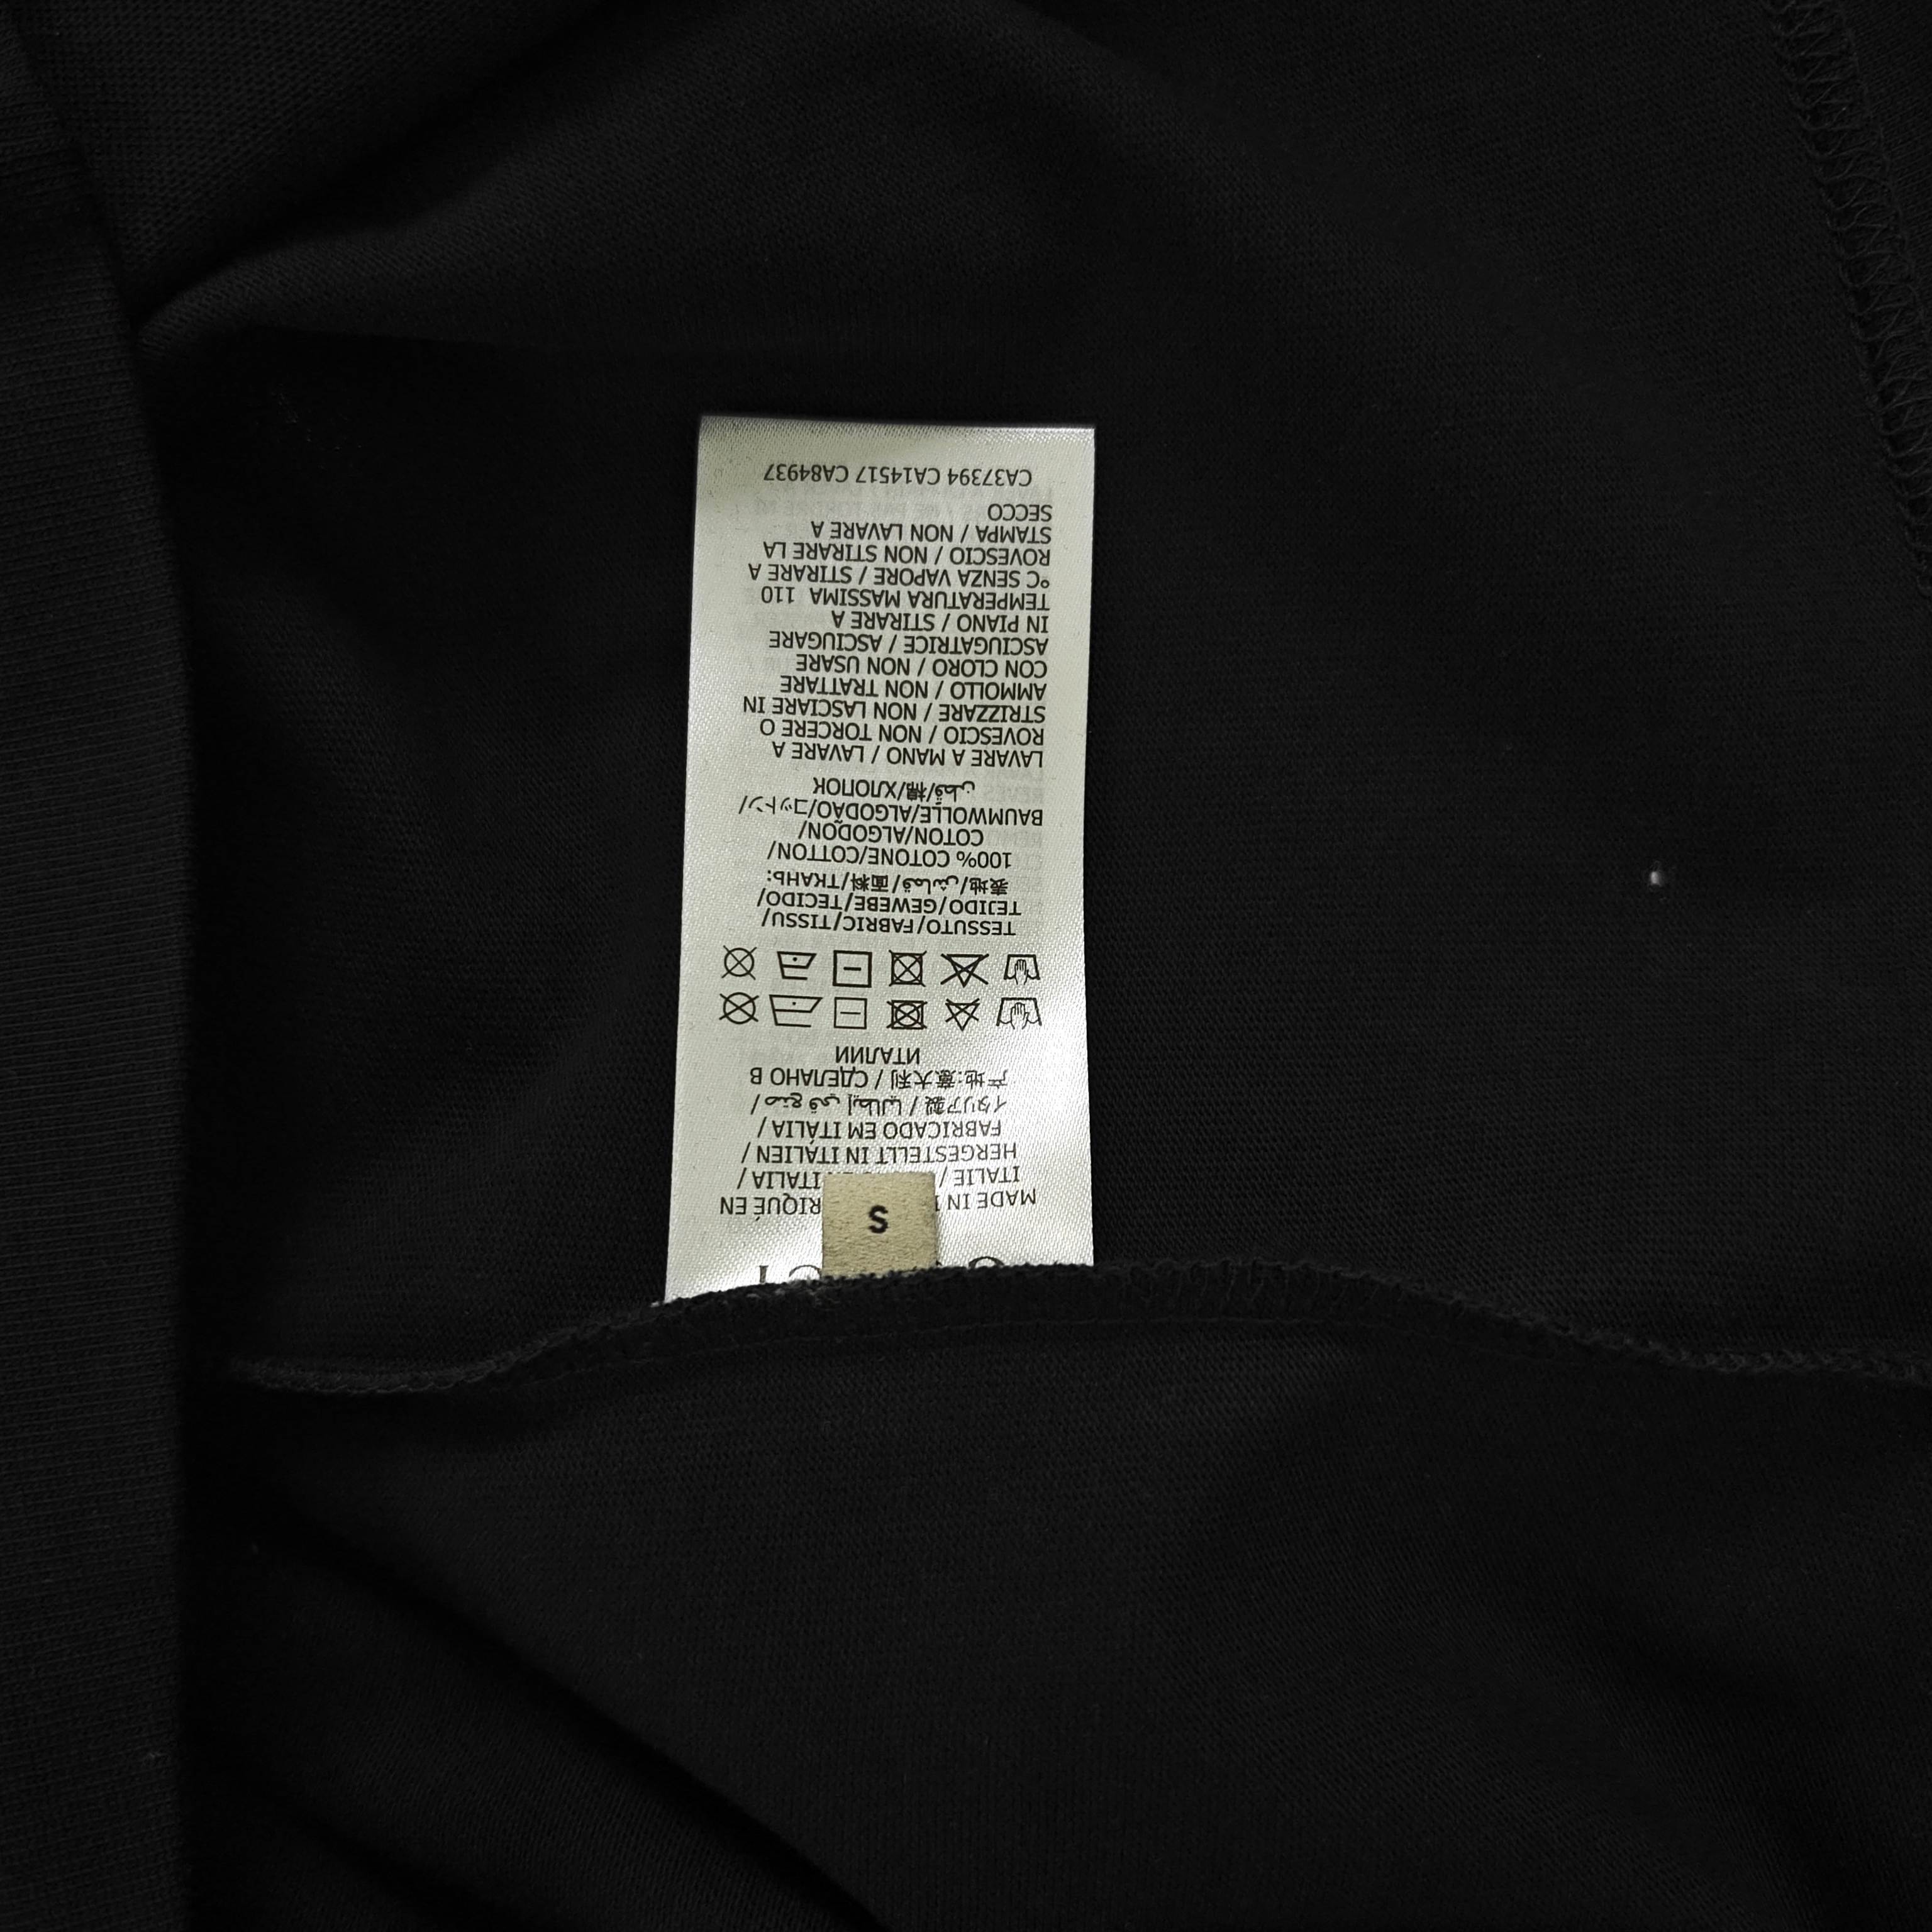 S
MADE IN
EN
ITALIE / ITALIA /
HERGESTELLT IN ITALIEN /
FABRICADO EM ITÁLIA /
イタリア製 / صنع في إيطاليا /
产地:意大利 / СДЕЛАНО В
ИТАЛИИ
TESSUTO/FABRIC/TISSU/
TEJIDO/GEWEBE/TECIDO/
表地/قماش/面料/ТКАНЬ:
100% COTONE/COTTON/
COTON/ALGODÓN/
BAUMWOLLE/ALGODÃO/コットン/
قطن/棉/ХЛОПОК
LAVARE A MANO / LAVARE A
ROVESCIO / NON TORCERE O
STRIZZARE / NON LASCIARE IN
AMMOLLO / NON TRATTARE
CON CLORO / NON USARE
ASCIUGATRICE / ASCIUGARE
IN PIANO / STIRARE A
TEMPERATURA MASSIMA 110
°C SENZA VAPORE / STIRARE A
ROVESCIO / NON STIRARE LA
STAMPA / NON LAVARE A
SECCO
CA37394 CA14517 CA84937